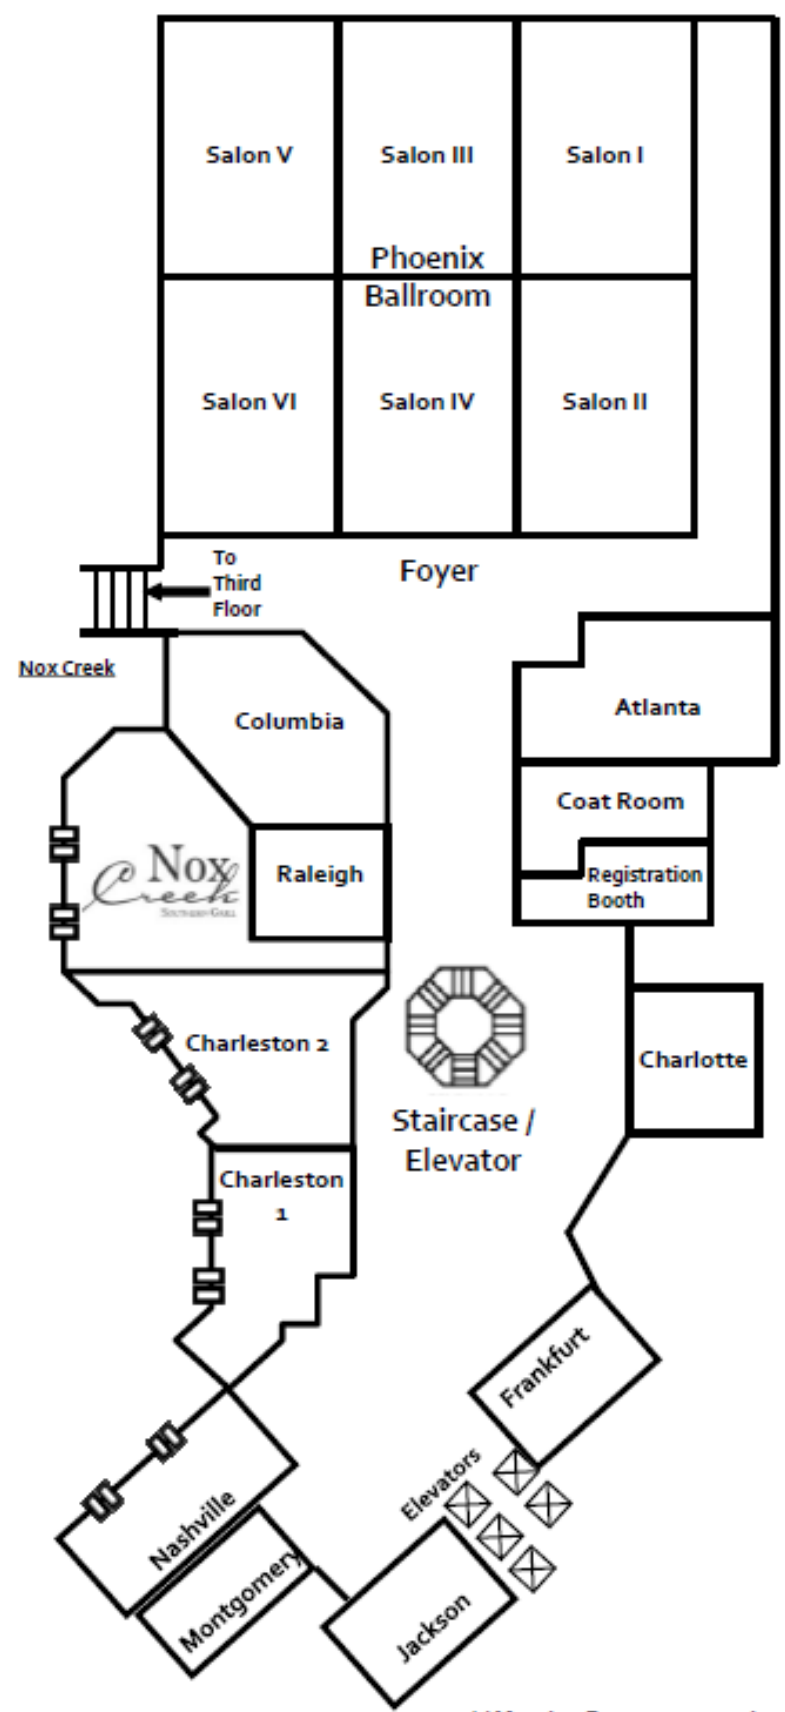 Salon V
Salon III
Salon I
Phoenix
Ballroom
Salon VI
Salon IV
Salon II
To
Third
Floor
Foyer
Nox Creek
Columbia
Atlanta
Coat Room
Nox
Creek
Raleigh
Registration
Booth
Charleston 2
Charlotte
Staircase /
Elevator
Charleston
1
Frankfurt
Elevators
Nashville
Montgomery
Jackson